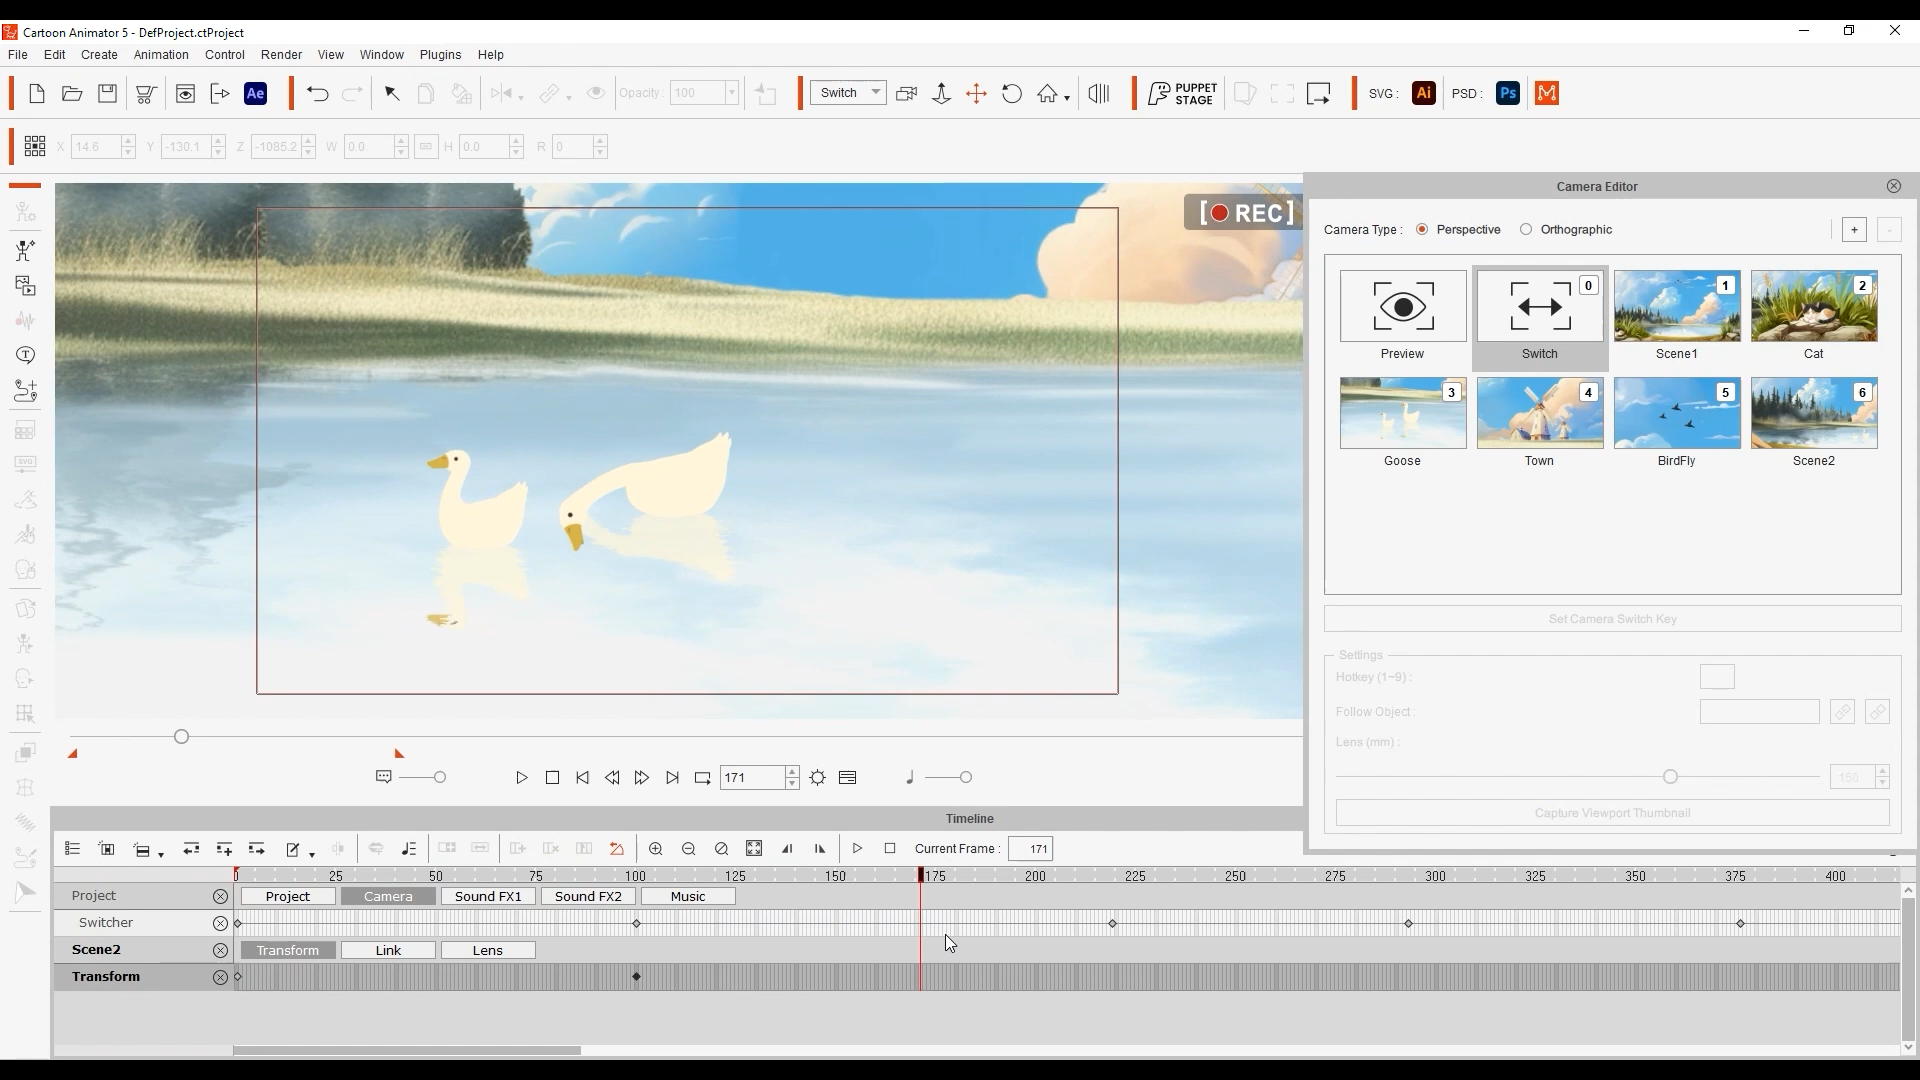 Cartoon Animator 5 - DefProject.ctProject
File Edit Create Animation Control Render View Window Plugins Help
Ae Opacity: 100 Switch PUPPET STAGE SVG : Ai PSD : Ps
X 14.6 Y -130.1 Z -1085.2 W 0.0 H 0.0 R 0
Camera Editor
[ REC ]
Camera Type : Perspective Orthographic + -
0 1 2
Preview Switch Scene1 Cat
3 4 5 6
Goose Town BirdFly Scene2
Set Camera Switch Key
Settings
Hotkey (1~9) :
Follow Object :
Lens (mm) :
150
Capture Viewport Thumbnail
171
Timeline
Current Frame : 171
0 25 50 75 100 125 150 175 200 225 250 275 300 325 350 375 400
Project Project Camera Sound FX1 Sound FX2 Music
Switcher
Scene2 Transform Link Lens
Transform